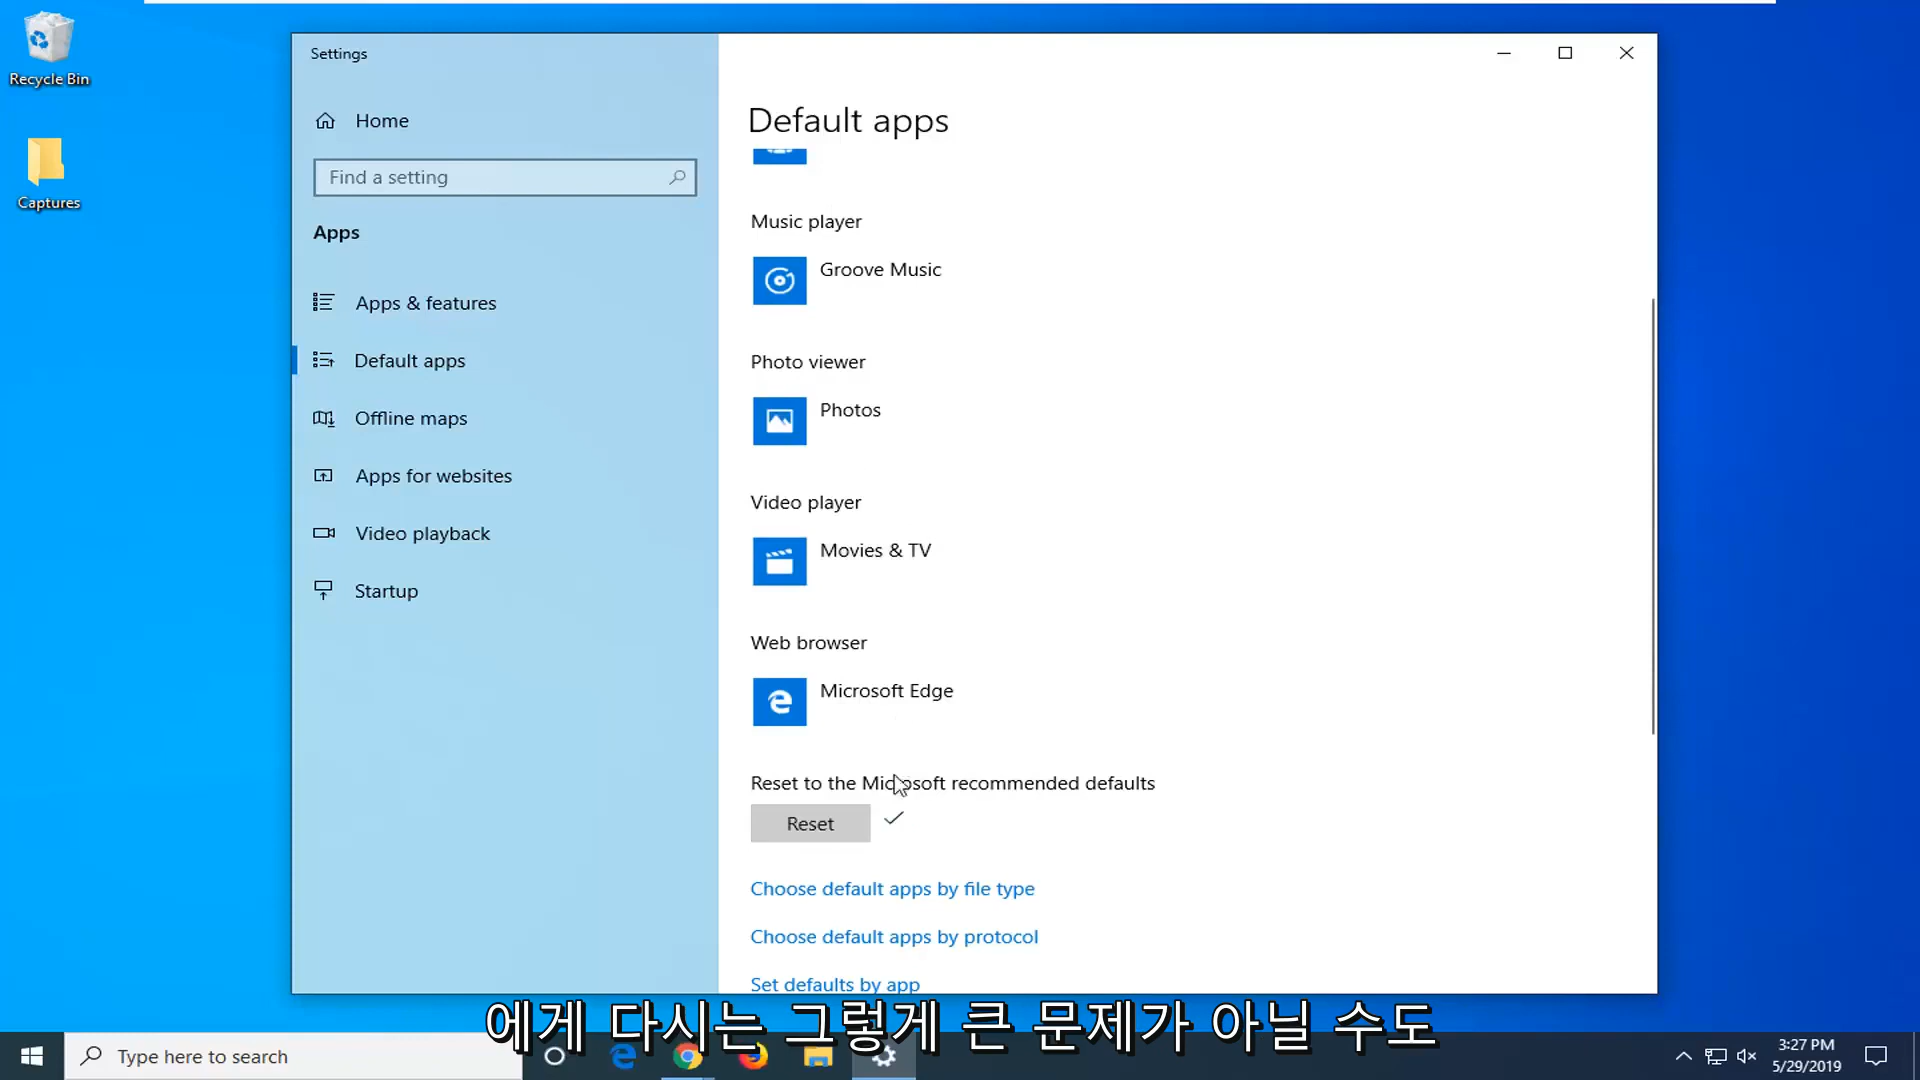 Recycle Bin
Captures
Settings
Home
Find a setting
Apps
Apps & features
Default apps
Offline maps
Apps for websites
Video playback
Startup
Default apps
Music player
Groove Music
Photo viewer
Photos
Video player
Movies & TV
Web browser
Microsoft Edge
Reset to the Microsoft recommended defaults
Reset
Choose default apps by file type
Choose default apps by protocol
Set defaults by app
에게 다시는 그렇게 큰 문제가 아닐 수도
Type here to search
3:27 PM
5/29/2019